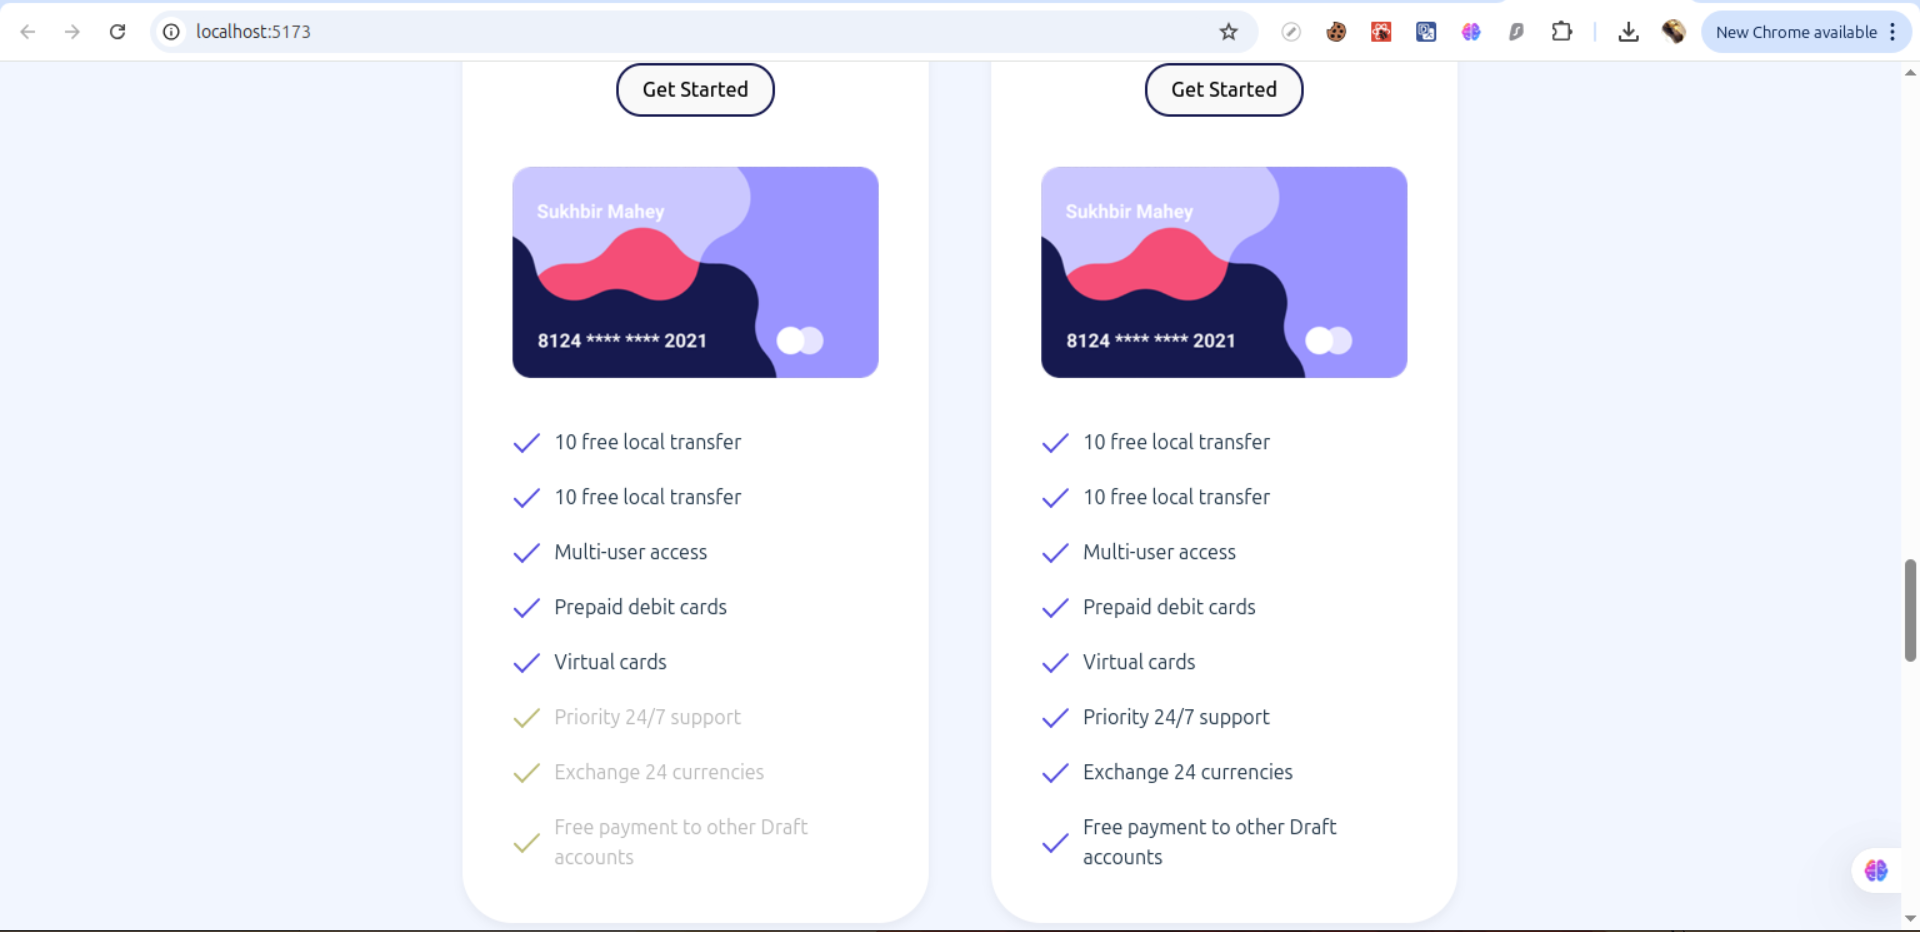 localhost:5173
New Chrome available
Get Started
Sukhbir Mahey
8124 **** **** 2021
10 free local transfer
10 free local transfer
Multi-user access
Prepaid debit cards
Virtual cards
Priority 24/7 support
Exchange 24 currencies
Free payment to other Draft
accounts
Get Started
Sukhbir Mahey
8124 **** **** 2021
10 free local transfer
10 free local transfer
Multi-user access
Prepaid debit cards
Virtual cards
Priority 24/7 support
Exchange 24 currencies
Free payment to other Draft
accounts